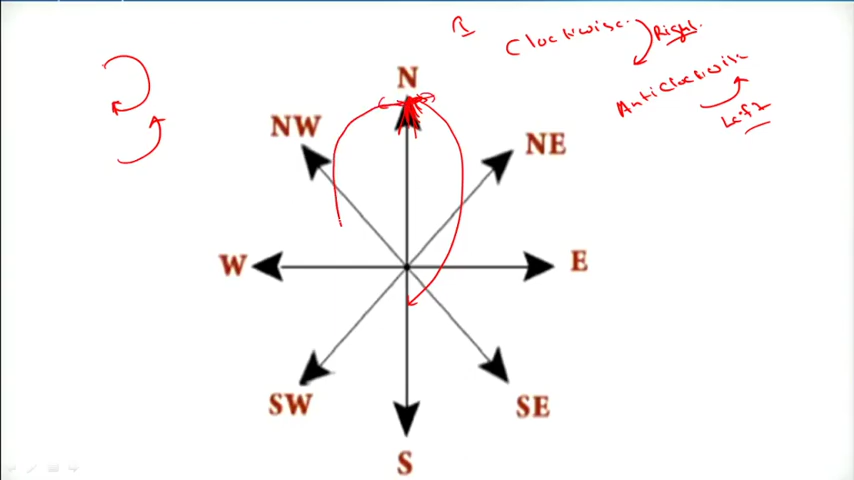 Clockwise.
Right.
Anticlockwise
Left
N
NW
NE
W
E
SW
SE
S